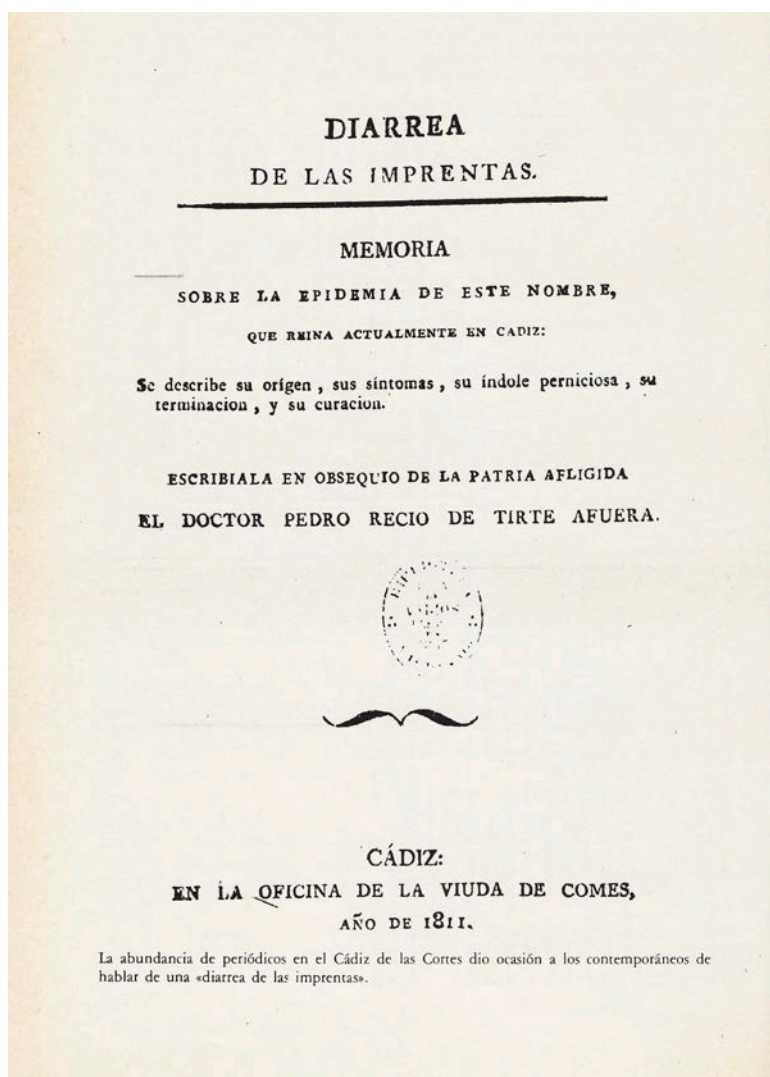 DIARREA
DE LAS IMPRENTAS.
MEMORIA
SOBRE LA EPIDEMIA DE ESTE NOMBRE,
QUE REINA ACTUALMENTE EN CADIZ:
Se describe su orígen , sus síntomas , su índole perniciosa , su
terminacion , y su curacion.
ESCRIBIALA EN OBSEQUIO DE LA PATRIA AFLIGIDA
EL DOCTOR PEDRO RECIO DE TIRTE AFUERA.
CÁDIZ:
EN LA OFICINA DE LA VIUDA DE COMES,
AÑO DE 1811.
La abundancia de periódicos en el Cádiz de las Cortes dio ocasión a los contemporáneos de
hablar de una «diarrea de las imprentas».